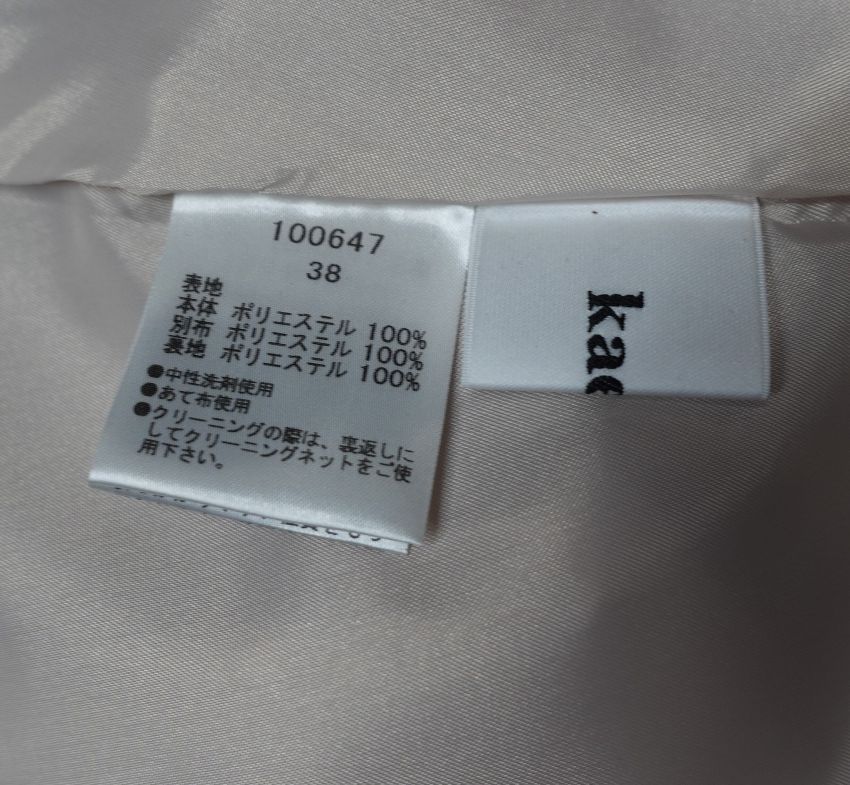 100647
38
表地
本体 ポリエステル 100%
別布 ポリエステル 100%
裏地 ポリエステル 100%
●中性洗剤使用
●あて布使用
●クリーニングの際は、裏返しに
してクリーニングネットをご使
用下さい。
kae